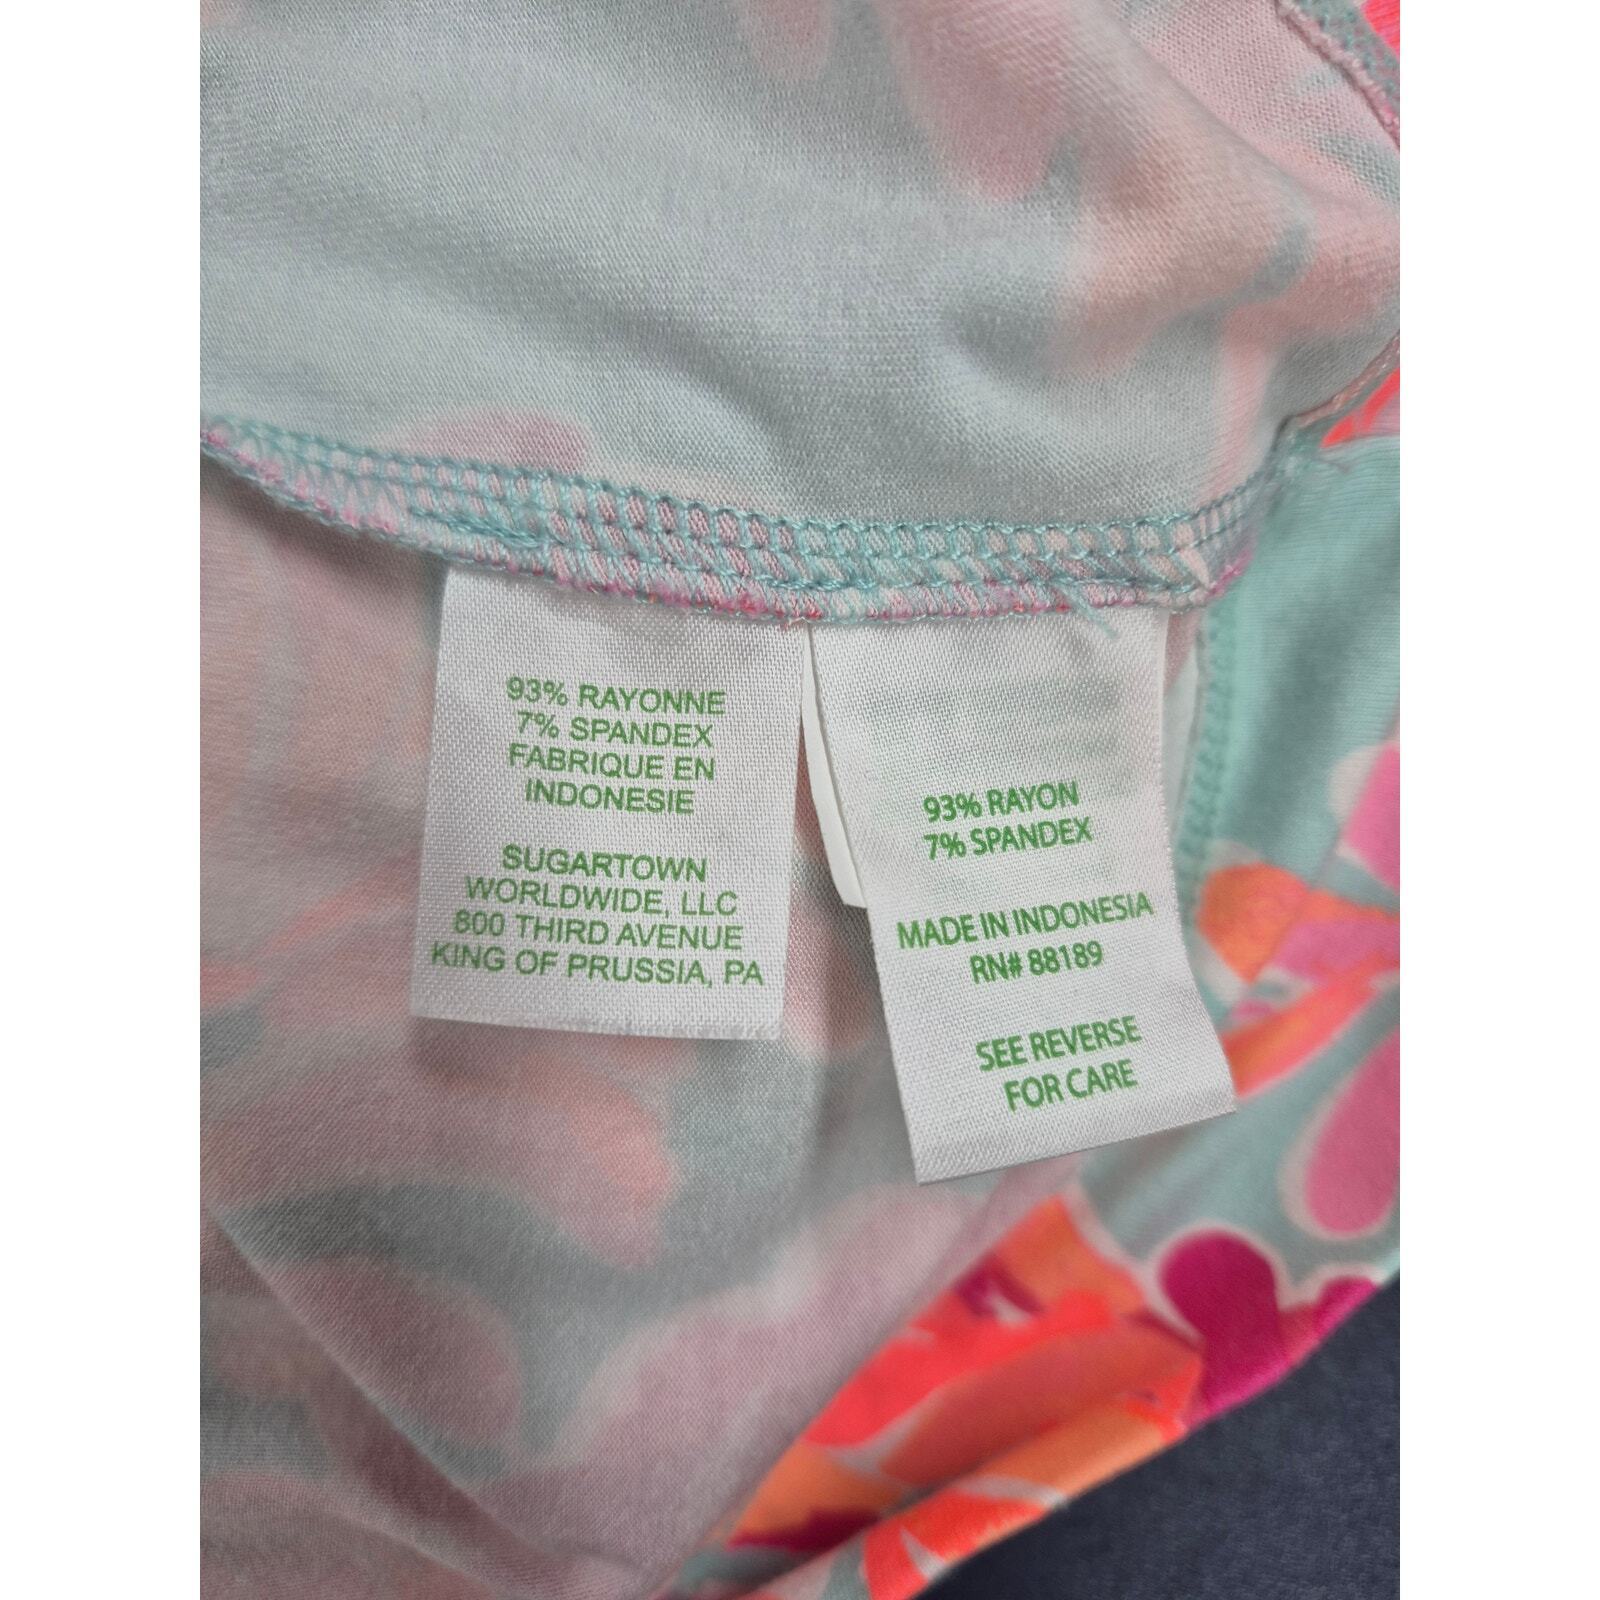 93% RAYONNE
7% SPANDEX
FABRIQUE EN
INDONESIE
SUGARTOWN
WORLDWIDE, LLC
800 THIRD AVENUE
KING OF PRUSSIA, PA
93% RAYON
7% SPANDEX
MADE IN INDONESIA
RN# 88189
SEE REVERSE
FOR CARE